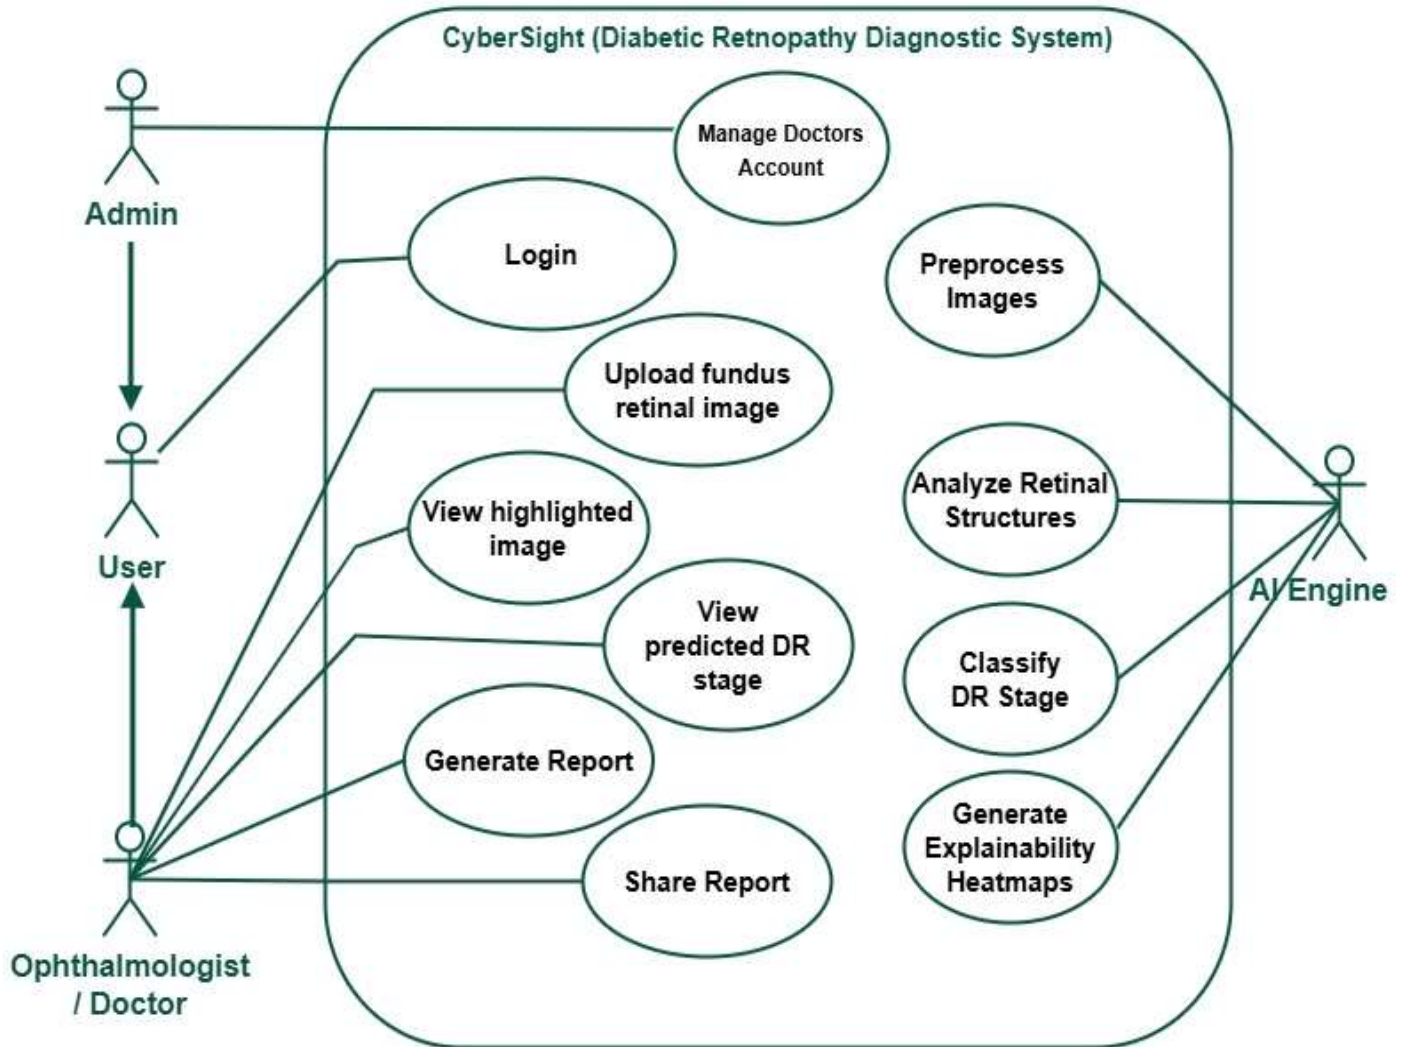 CyberSight (Diabetic Retnopathy Diagnostic System)
Manage Doctors
Account
Admin
Login
Preprocess
Images
Upload fundus
retinal image
View highlighted
image
Analyze Retinal
Structures
User
AI Engine
View
predicted DR
stage
Classify
DR Stage
Generate Report
Generate
Explainability
Heatmaps
Share Report
Ophthalmologist
/ Doctor